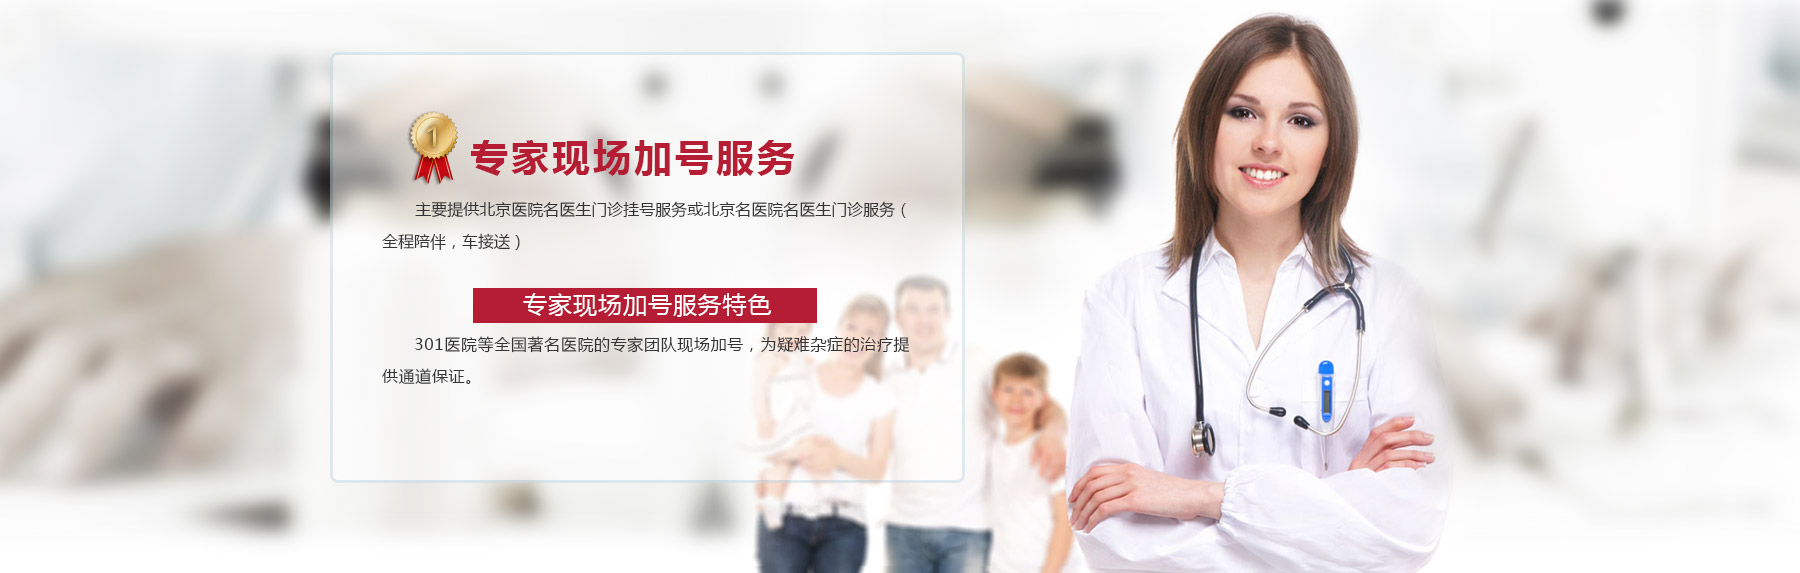 1
专家现场加号服务
主要提供北京医院名医生门诊挂号服务或北京名医院名医生门诊服务（
全程陪伴，车接送）
专家现场加号服务特色
301医院等全国著名医院的专家团队现场加号，为疑难杂症的治疗提
供通道保证。